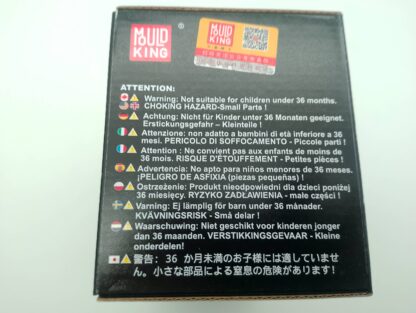 MOULD
KING
®
MOULD
KING
ATTENTION:
Warning: Not suitable for children under 36 months.
CHOKING HAZARD-Small Parts !
Achtung: Nicht für Kinder unter 36 Monaten geeignet.
Erstickungsgefahr – Kleinteile !
Attenzione: non adatto a bambini di età inferiore a 36
mesi. PERICOLO DI SOFFOCAMENTO - Piccole parti !
Attention : Ne convient pas aux enfants de moins de
36 mois. RISQUE D'ÉTOUFFEMENT - Petites pièces !
Advertencia: No apto para niños menores de 36 meses.
¡PELIGRO DE ASFIXIA (piezas pequeñas) !
Ostrzeżenie: Produkt nieodpowiedni dla dzieci poniżej
36 miesięcy. RYZYKO ZADŁAWIENIA - małe części !
Varning: Ej lämplig för barn under 36 månader.
KVÄVNINGSRISK - Små delar !
Waarschuwing: Niet geschikt voor kinderen jonger
dan 36 maanden. VERSTIKKINGSGEVAAR - Kleine
onderdelen!
警告: 36 か月未満のお子様には適していませ
ん。小さな部品による窒息の危険があります!